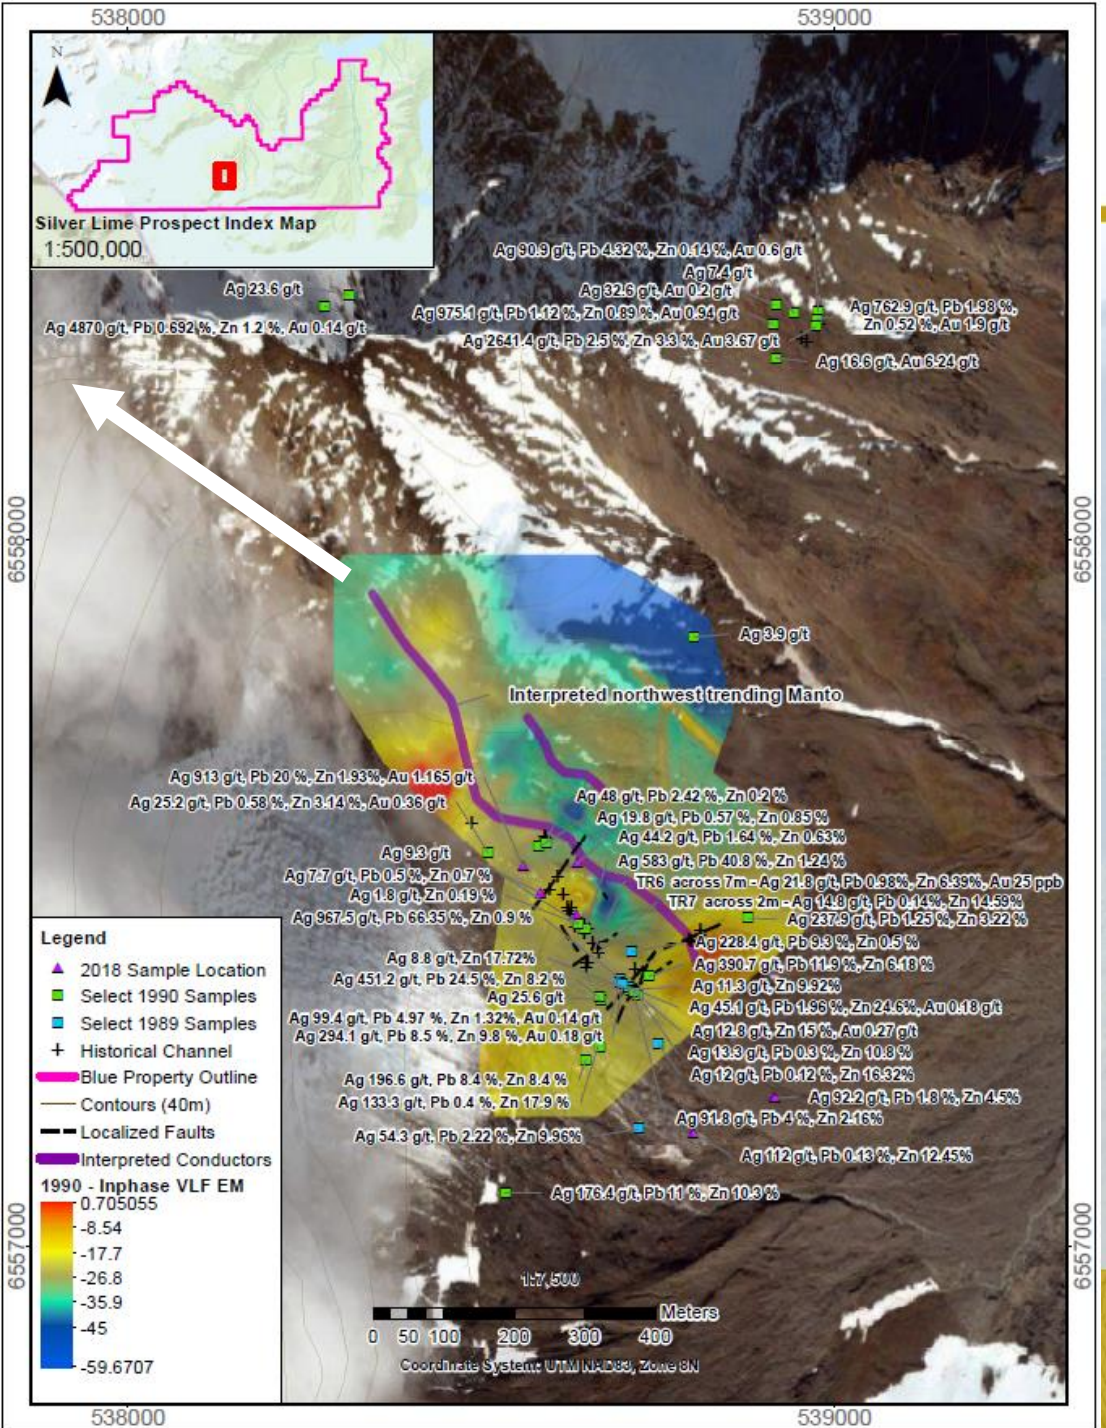 538000
539000
N
Silver Lime Prospect Index Map
1:500,000
Ag 90.9 g/t, Pb 4.32 %, Zn 0.14 %, Au 0.6 g/t
Ag 7.4 g/t
Ag 23.6 g/t
Ag 32.6 g/t, Au 0.2 g/t
Ag 975.1 g/t, Pb 1.12 %, Zn 0.89 %, Au 0.94 g/t
Ag 762.9 g/t, Pb 1.98 %,
Zn 0.52 %, Au 1.9 g/t
Ag 4870 g/t, Pb 0.692 %, Zn 1.2 %, Au 0.14 g/t
Ag 2641.4 g/t, Pb 2.5 %, Zn 3.3 %, Au 3.67 g/t
Ag 16.6 g/t, Au 6.24 g/t
6558000
6558000
Ag 3.9 g/t
Interpreted northwest trending Manto
Ag 913 g/t, Pb 20 %, Zn 1.93%, Au 1.165 g/t
Ag 25.2 g/t, Pb 0.58 %, Zn 3.14 %, Au 0.36 g/t
Ag 48 g/t, Pb 2.42 %, Zn 0.2 %
Ag 19.8 g/t, Pb 0.57 %, Zn 0.85 %
Ag 44.2 g/t, Pb 1.64 %, Zn 0.63%
Ag 9.3 g/t
Ag 583 g/t, Pb 40.8 %, Zn 1.24 %
Ag 7.7 g/t, Pb 0.5 %, Zn 0.7 %
TR6 across 7m - Ag 21.8 g/t, Pb 0.98%, Zn 6.39%, Au 25 ppb
Ag 1.8 g/t, Zn 0.19 %
TR7 across 2m - Ag 14.8 g/t, Pb 0.14%, Zn 14.59%
Ag 967.5 g/t, Pb 66.35 %, Zn 0.9 %
Ag 237.9 g/t, Pb 1.25 %, Zn 3.22 %
Ag 228.4 g/t, Pb 9.3 %, Zn 0.5 %
Ag 8.8 g/t, Zn 17.72%
Ag 390.7 g/t, Pb 11.9 %, Zn 6.18 %
Ag 451.2 g/t, Pb 24.5 %, Zn 8.2 %
Ag 11.3 g/t, Zn 9.92%
Ag 25.6 g/t
Ag 45.1 g/t, Pb 1.96 %, Zn 24.6%, Au 0.18 g/t
Ag 99.4 g/t, Pb 4.97 %, Zn 1.32%, Au 0.14 g/t
Ag 12.8 g/t, Zn 15 %, Au 0.27 g/t
Ag 294.1 g/t, Pb 8.5 %, Zn 9.8 %, Au 0.18 g/t
Ag 13.3 g/t, Pb 0.3 %, Zn 10.8 %
Ag 12 g/t, Pb 0.12 %, Zn 16.32%
Ag 196.6 g/t, Pb 8.4 %, Zn 8.4 %
Ag 92.2 g/t, Pb 1.8 %, Zn 4.5%
Ag 133.3 g/t, Pb 0.4 %, Zn 17.9 %
Ag 91.8 g/t, Pb 4 %, Zn 2.16%
Ag 54.3 g/t, Pb 2.22 %, Zn 9.96%
Ag 112 g/t, Pb 0.13 %, Zn 12.45%
Ag 176.4 g/t, Pb 11 %, Zn 10.3 %
Legend
2018 Sample Location
Select 1990 Samples
Select 1989 Samples
Historical Channel
Blue Property Outline
Contours (40m)
Localized Faults
Interpreted Conductors
1990 - Inphase VLF EM
0.705055
-8.54
-17.7
-26.8
-35.9
-45
-59.6707
6557000
6557000
1:7,500
Meters
0 50 100 200 300 400
Coordinate System: UTM NAD83, Zone 8N
538000
539000